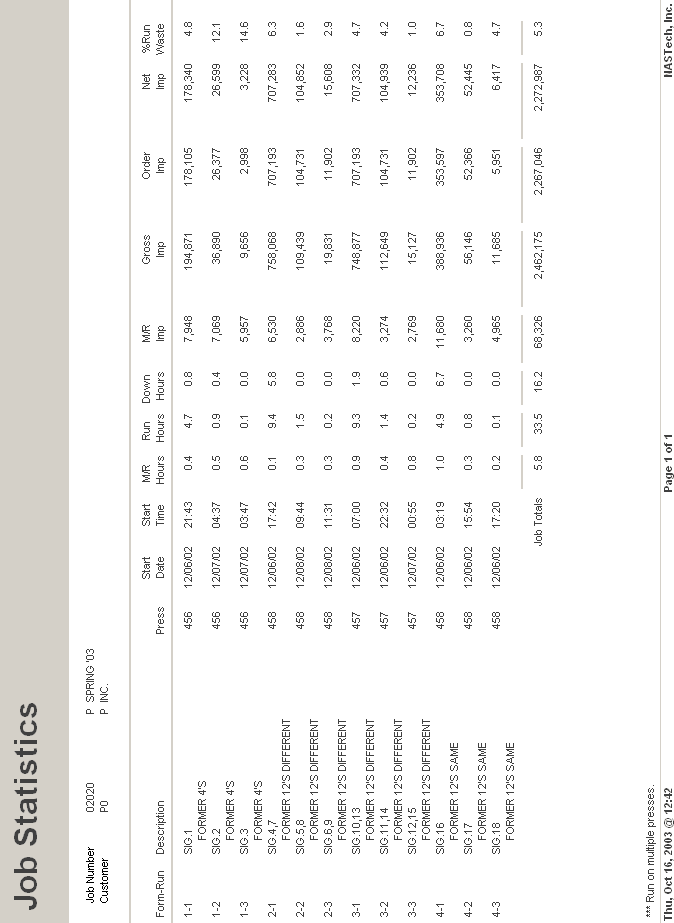 Job Statistics
Job Number 02020 P SPRING '03
Customer P0 P INC.
Form-Run Description Press Start Date Start Time M/R Hours Run Hours Down Hours M/R Imp Gross Imp Order Imp Net Imp %Run Waste
1-1 SIG.1 456 12/06/02 21:43 0.4 4.7 0.8 7,948 194,871 178,105 178,340 4.8
FORMER 4'S
1-2 SIG.2 456 12/07/02 04:37 0.5 0.9 0.4 7,069 36,890 26,377 26,599 12.1
FORMER 4'S
1-3 SIG.3 456 12/07/02 03:47 0.6 0.1 0.0 5,957 9,656 2,998 3,228 14.6
FORMER 4'S
2-1 SIG.4,7 458 12/06/02 17:42 0.1 9.4 5.8 6,530 758,068 707,193 707,283 6.3
FORMER 12'S DIFFERENT
2-2 SIG.5,8 458 12/08/02 09:44 0.3 1.5 0.0 2,886 109,439 104,731 104,852 1.6
FORMER 12'S DIFFERENT
2-3 SIG.6,9 458 12/08/02 11:31 0.3 0.2 0.0 3,768 19,831 11,902 15,608 2.9
FORMER 12'S DIFFERENT
3-1 SIG.10,13 457 12/06/02 07:00 0.9 9.3 1.9 8,220 748,877 707,193 707,332 4.7
FORMER 12'S DIFFERENT
3-2 SIG.11,14 457 12/06/02 22:32 0.4 1.4 0.6 3,274 112,649 104,731 104,939 4.2
FORMER 12'S DIFFERENT
3-3 SIG.12,15 457 12/07/02 00:55 0.8 0.2 0.0 2,769 15,127 11,902 12,236 1.0
FORMER 12'S DIFFERENT
4-1 SIG.16 458 12/06/02 03:19 1.0 4.9 6.7 11,680 388,936 353,597 353,708 6.7
FORMER 12'S SAME
4-2 SIG.17 458 12/06/02 15:54 0.3 0.8 0.0 3,260 56,146 52,366 52,445 0.8
FORMER 12'S SAME
4-3 SIG.18 458 12/06/02 17:20 0.2 0.1 0.0 4,965 11,685 5,951 6,417 4.7
FORMER 12'S SAME
Job Totals 5.8 33.5 16.2 68,326 2,462,175 2,267,046 2,272,987 5.3
*** Run on multiple presses.
Thu, Oct 16, 2003 @ 12:42 Page 1 of 1 IIASTech, Inc.